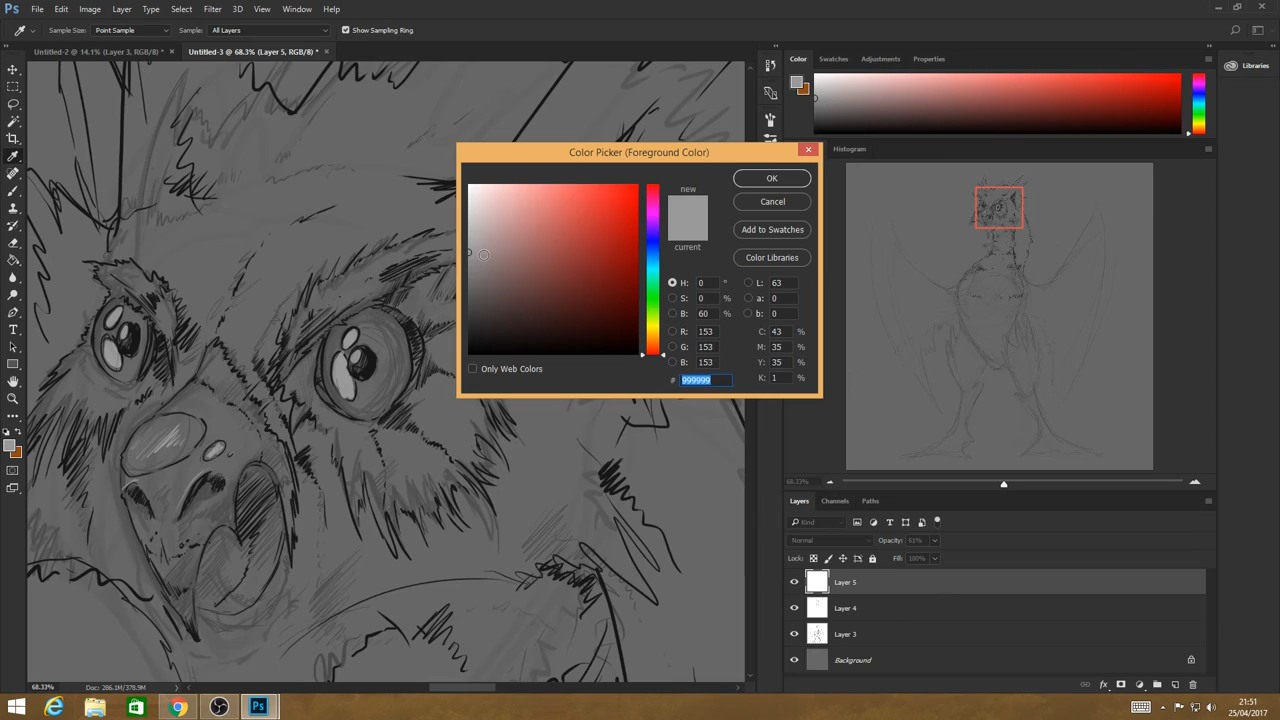 Ps File Edit Image Layer Type Select Filter 3D View Window Help
Sample Size: Point Sample Sample: All Layers Show Sampling Ring
Untitled-2 @ 14.1% (Layer 3, RGB/8) * × Untitled-3 @ 68.3% (Layer 5, RGB/8) * ×
Color Swatches Adjustments Properties
Libraries
Histogram
Color Picker (Foreground Color)
new
current
OK
Cancel
Add to Swatches
Color Libraries
H: 0 ° L: 63
S: 0 % a: 0
B: 60 % b: 0
R: 153 C: 43 %
G: 153 M: 35 %
B: 153 Y: 35 %
# 999999 K: 1 %
Only Web Colors
68.33%
Layers Channels Paths
Kind
Normal Opacity: 61%
Lock: Fill: 100%
Layer 5
Layer 4
Layer 3
Background
68.33% Doc: 286.1M/378.9M
21:51
25/04/2017